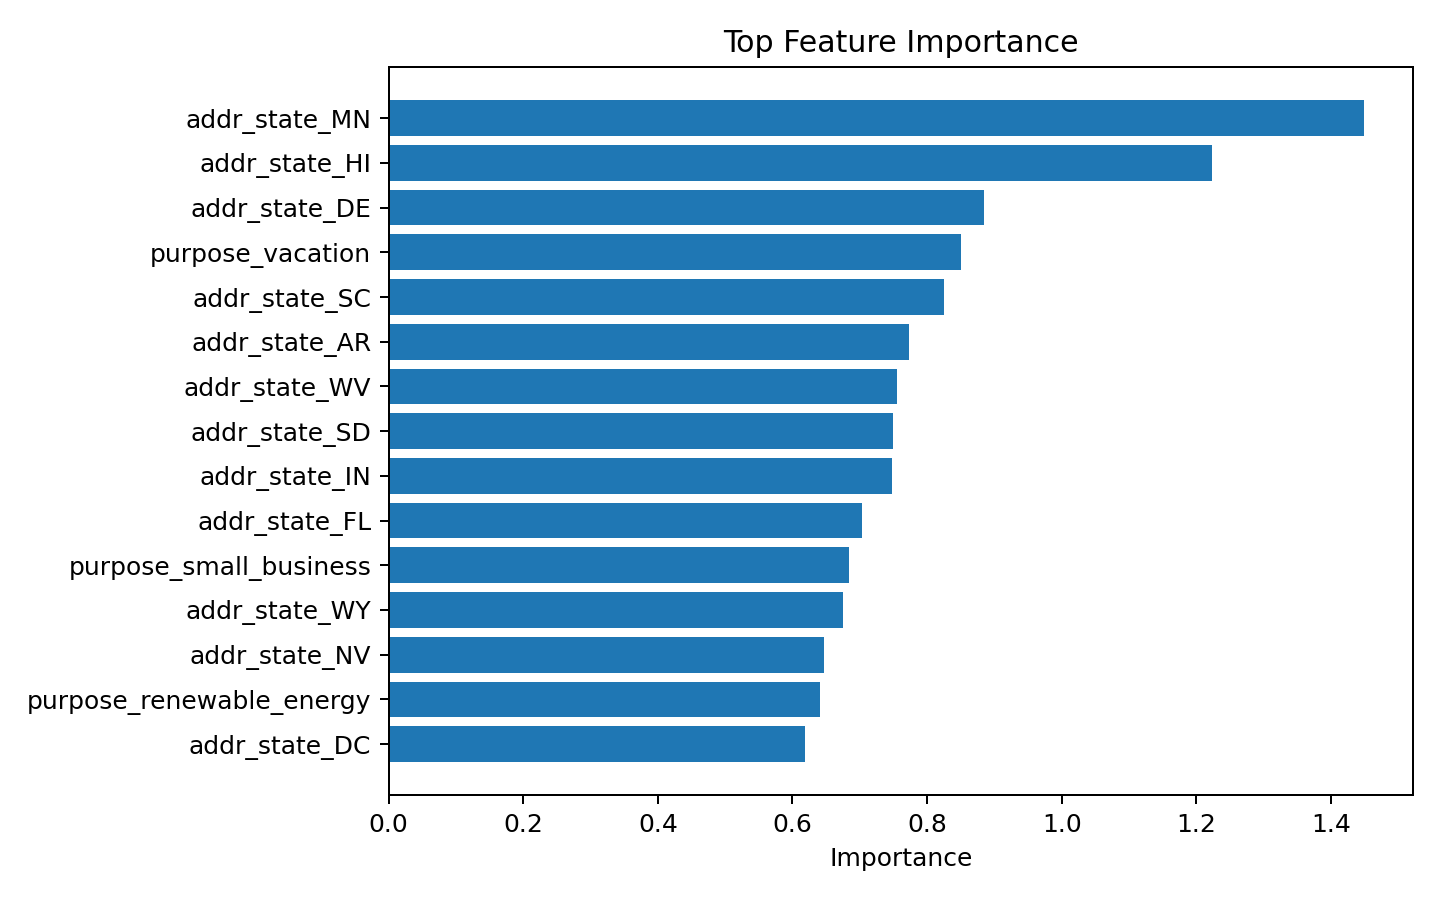 Top Feature Importance
addr_state_MN
addr_state_HI
addr_state_DE
purpose_vacation
addr_state_SC
addr_state_AR
addr_state_WV
addr_state_SD
addr_state_IN
addr_state_FL
purpose_small_business
addr_state_WY
addr_state_NV
purpose_renewable_energy
addr_state_DC
0.0 0.2 0.4 0.6 0.8 1.0 1.2 1.4
Importance